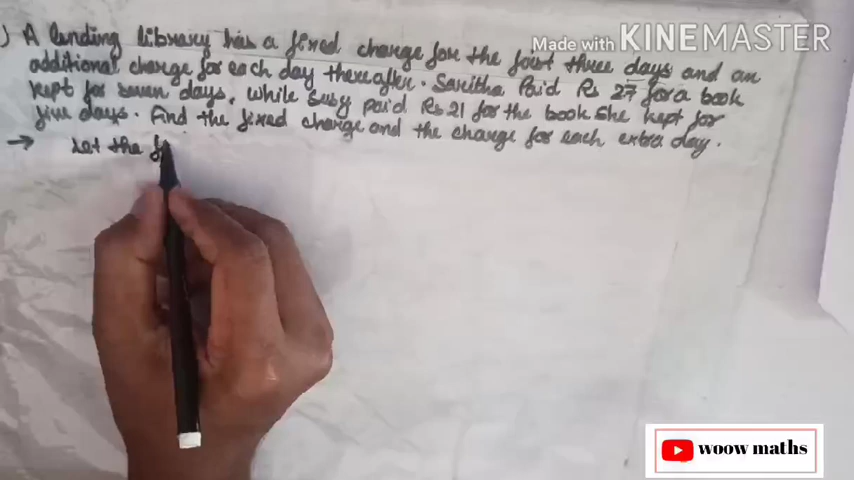 Made with KINEMASTER
) A lending library has a fixed charge for the first three days and an
additional charge for each day thereafter. Saritha Paid Rs 27 for a book
kept for seven days, while Susy paid Rs 21 for the book she kept for
five days. Find the fixed charge and the charge for each extra day.
→ Let the f
woow maths